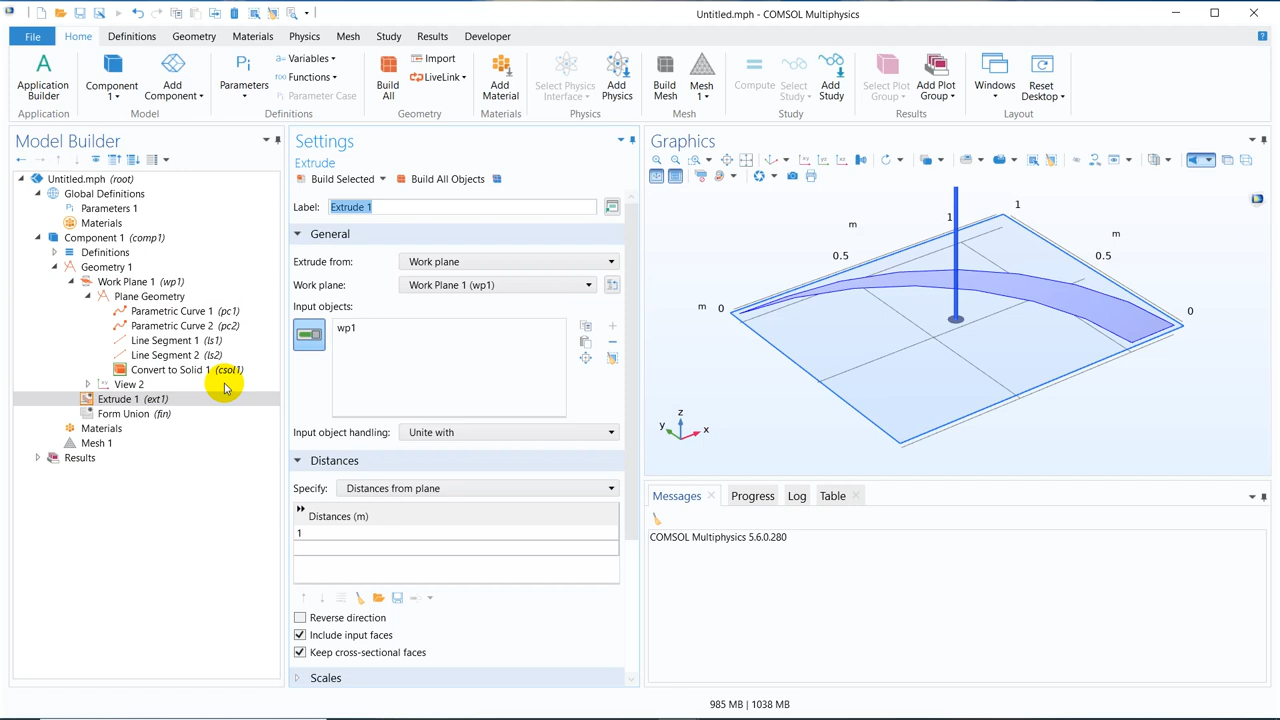 Untitled.mph - COMSOL Multiphysics
File Home Definitions Geometry Materials Physics Mesh Study Results Developer
Application Builder
Component 1
Add Component
Pi Parameters
a= Variables
f(x) Functions
Pi Parameter Case
Build All
Import
LiveLink
Add Material
Select Physics Interface
Add Physics
Build Mesh
Mesh 1
Compute
Select Study
Add Study
Select Plot Group
Add Plot Group
Windows
Reset Desktop
Application Model Definitions Geometry Materials Physics Mesh Study Results Layout
Model Builder
Untitled.mph (root)
Global Definitions
Pi Parameters 1
Materials
Component 1 (comp1)
Definitions
Geometry 1
Work Plane 1 (wp1)
Plane Geometry
Parametric Curve 1 (pc1)
Parametric Curve 2 (pc2)
Line Segment 1 (ls1)
Line Segment 2 (ls2)
Convert to Solid 1 (csol1)
View 2
Extrude 1 (ext1)
Form Union (fin)
Materials
Mesh 1
Results
Settings
Extrude
Build Selected Build All Objects
Label: Extrude 1
General
Extrude from: Work plane
Work plane: Work Plane 1 (wp1)
Input objects:
wp1
Input object handling: Unite with
Distances
Specify: Distances from plane
Distances (m)
1
Reverse direction
Include input faces
Keep cross-sectional faces
Scales
Graphics
1
1
m
m
0.5
0.5
m 0
0
z
y x
Messages Progress Log Table
COMSOL Multiphysics 5.6.0.280
985 MB | 1038 MB